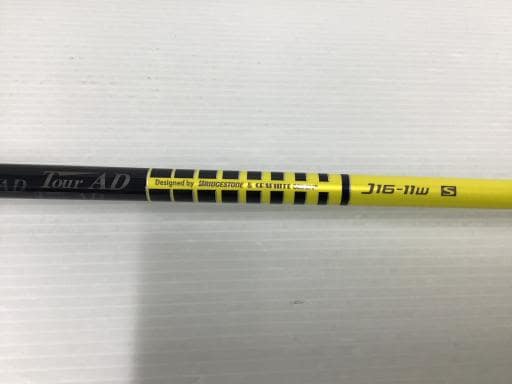 AD Tour AD
Designed by BRIDGESTONE & GRAPHITE
J16-11W S